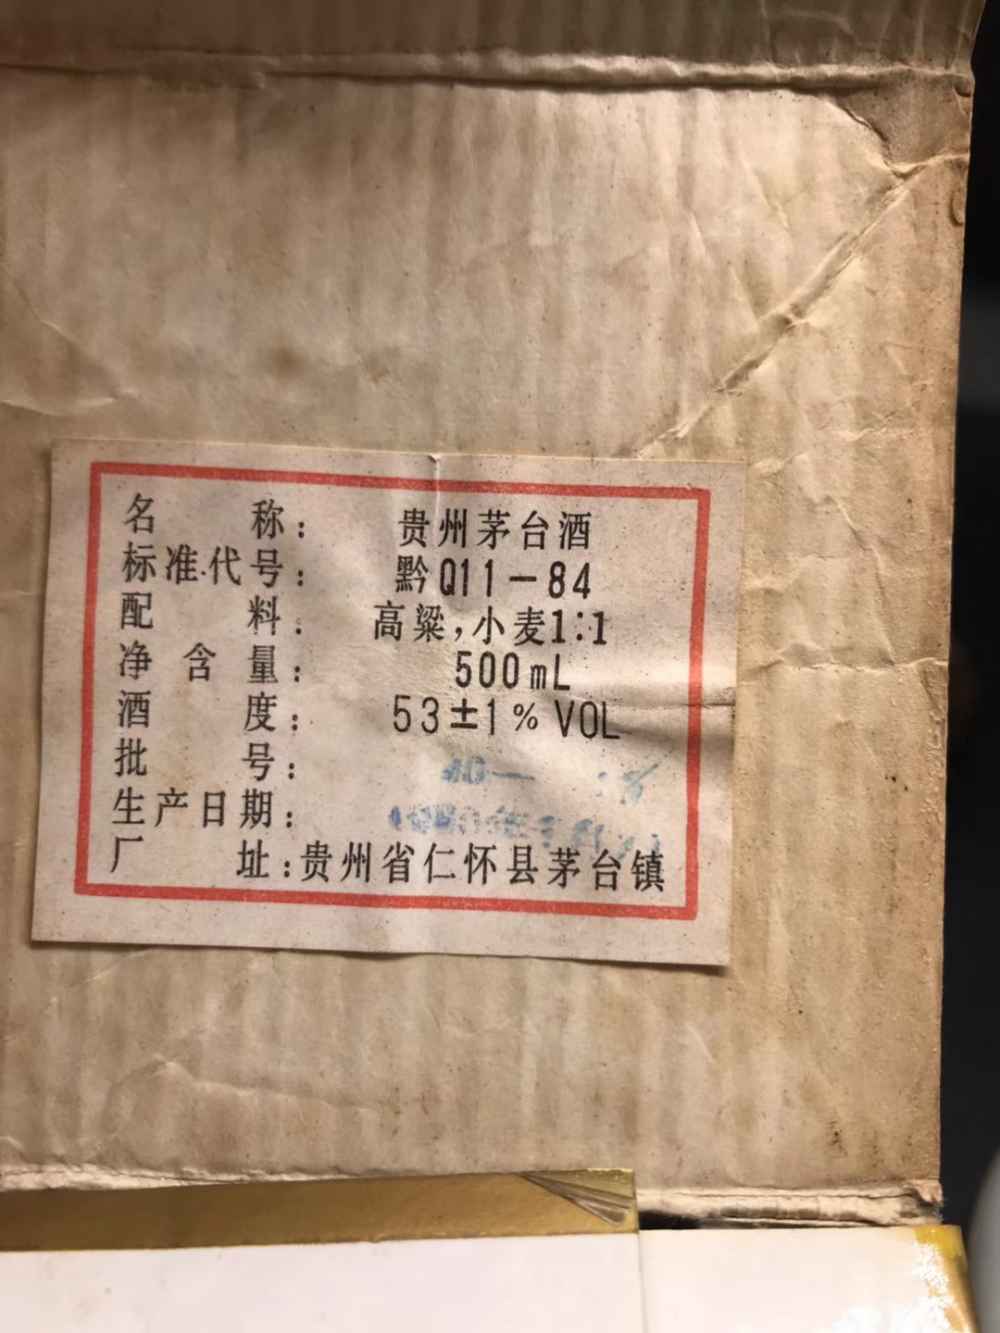 名 称: 贵州茅台酒
标准代号: 黔Q11-84
配 料: 高粱,小麦1:1
净含量: 500mL
酒 度: 53±1%VOL
批 号:
生产日期:
厂 址:贵州省仁怀县茅台镇